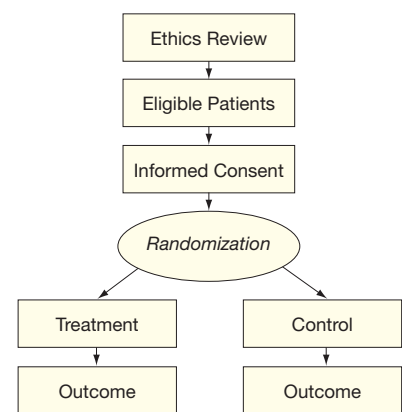 Ethics Review
Eligible Patients
Informed Consent
Randomization
Treatment
Control
Outcome
Outcome